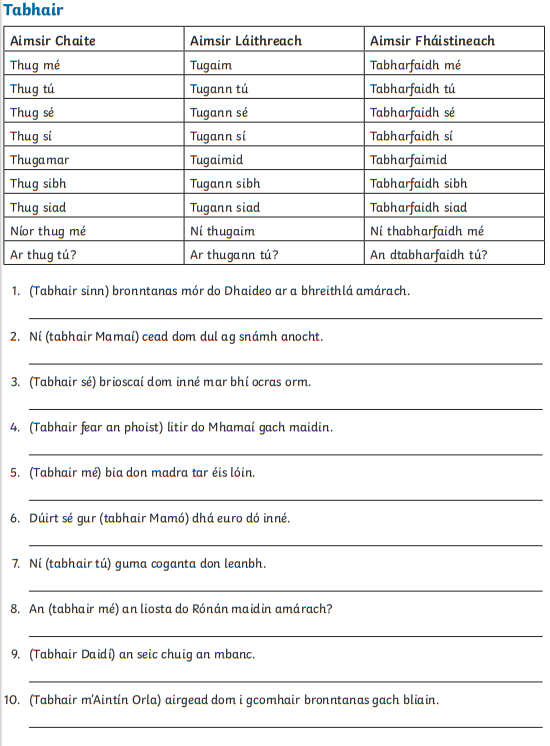 Tabhair
Aimsir Chaite Aimsir Láithreach Aimsir Fháistineach
Thug mé Tugaim Tabharfaidh mé
Thug tú Tugann tú Tabharfaidh tú
Thug sé Tugann sé Tabharfaidh sé
Thug sí Tugann sí Tabharfaidh sí
Thugamar Tugaimid Tabharfaimid
Thug sibh Tugann sibh Tabharfaidh sibh
Thug siad Tugann siad Tabharfaidh siad
Níor thug mé Ní thugaim Ní thabharfaidh mé
Ar thug tú? Ar thugann tú? An dtabharfaidh tú?
1. (Tabhair sinn) bronntanas mór do Dhaideo ar a bhreithlá amárach.
2. Ní (tabhair Mamaí) cead dom dul ag snámh anocht.
3. (Tabhair sé) brioscaí dom inné mar bhí ocras orm.
4. (Tabhair fear an phoist) litir do Mhamaí gach maidin.
5. (Tabhair mé) bia don madra tar éis lóin.
6. Dúirt sé gur (tabhair Mamó) dhá euro dó inné.
7. Ní (tabhair tú) guma coganta don leanbh.
8. An (tabhair mé) an liosta do Rónán maidin amárach?
9. (Tabhair Daidí) an seic chuig an mbanc.
10. (Tabhair m'Aintín Orla) airgead dom i gcomhair bronntanas gach bliain.